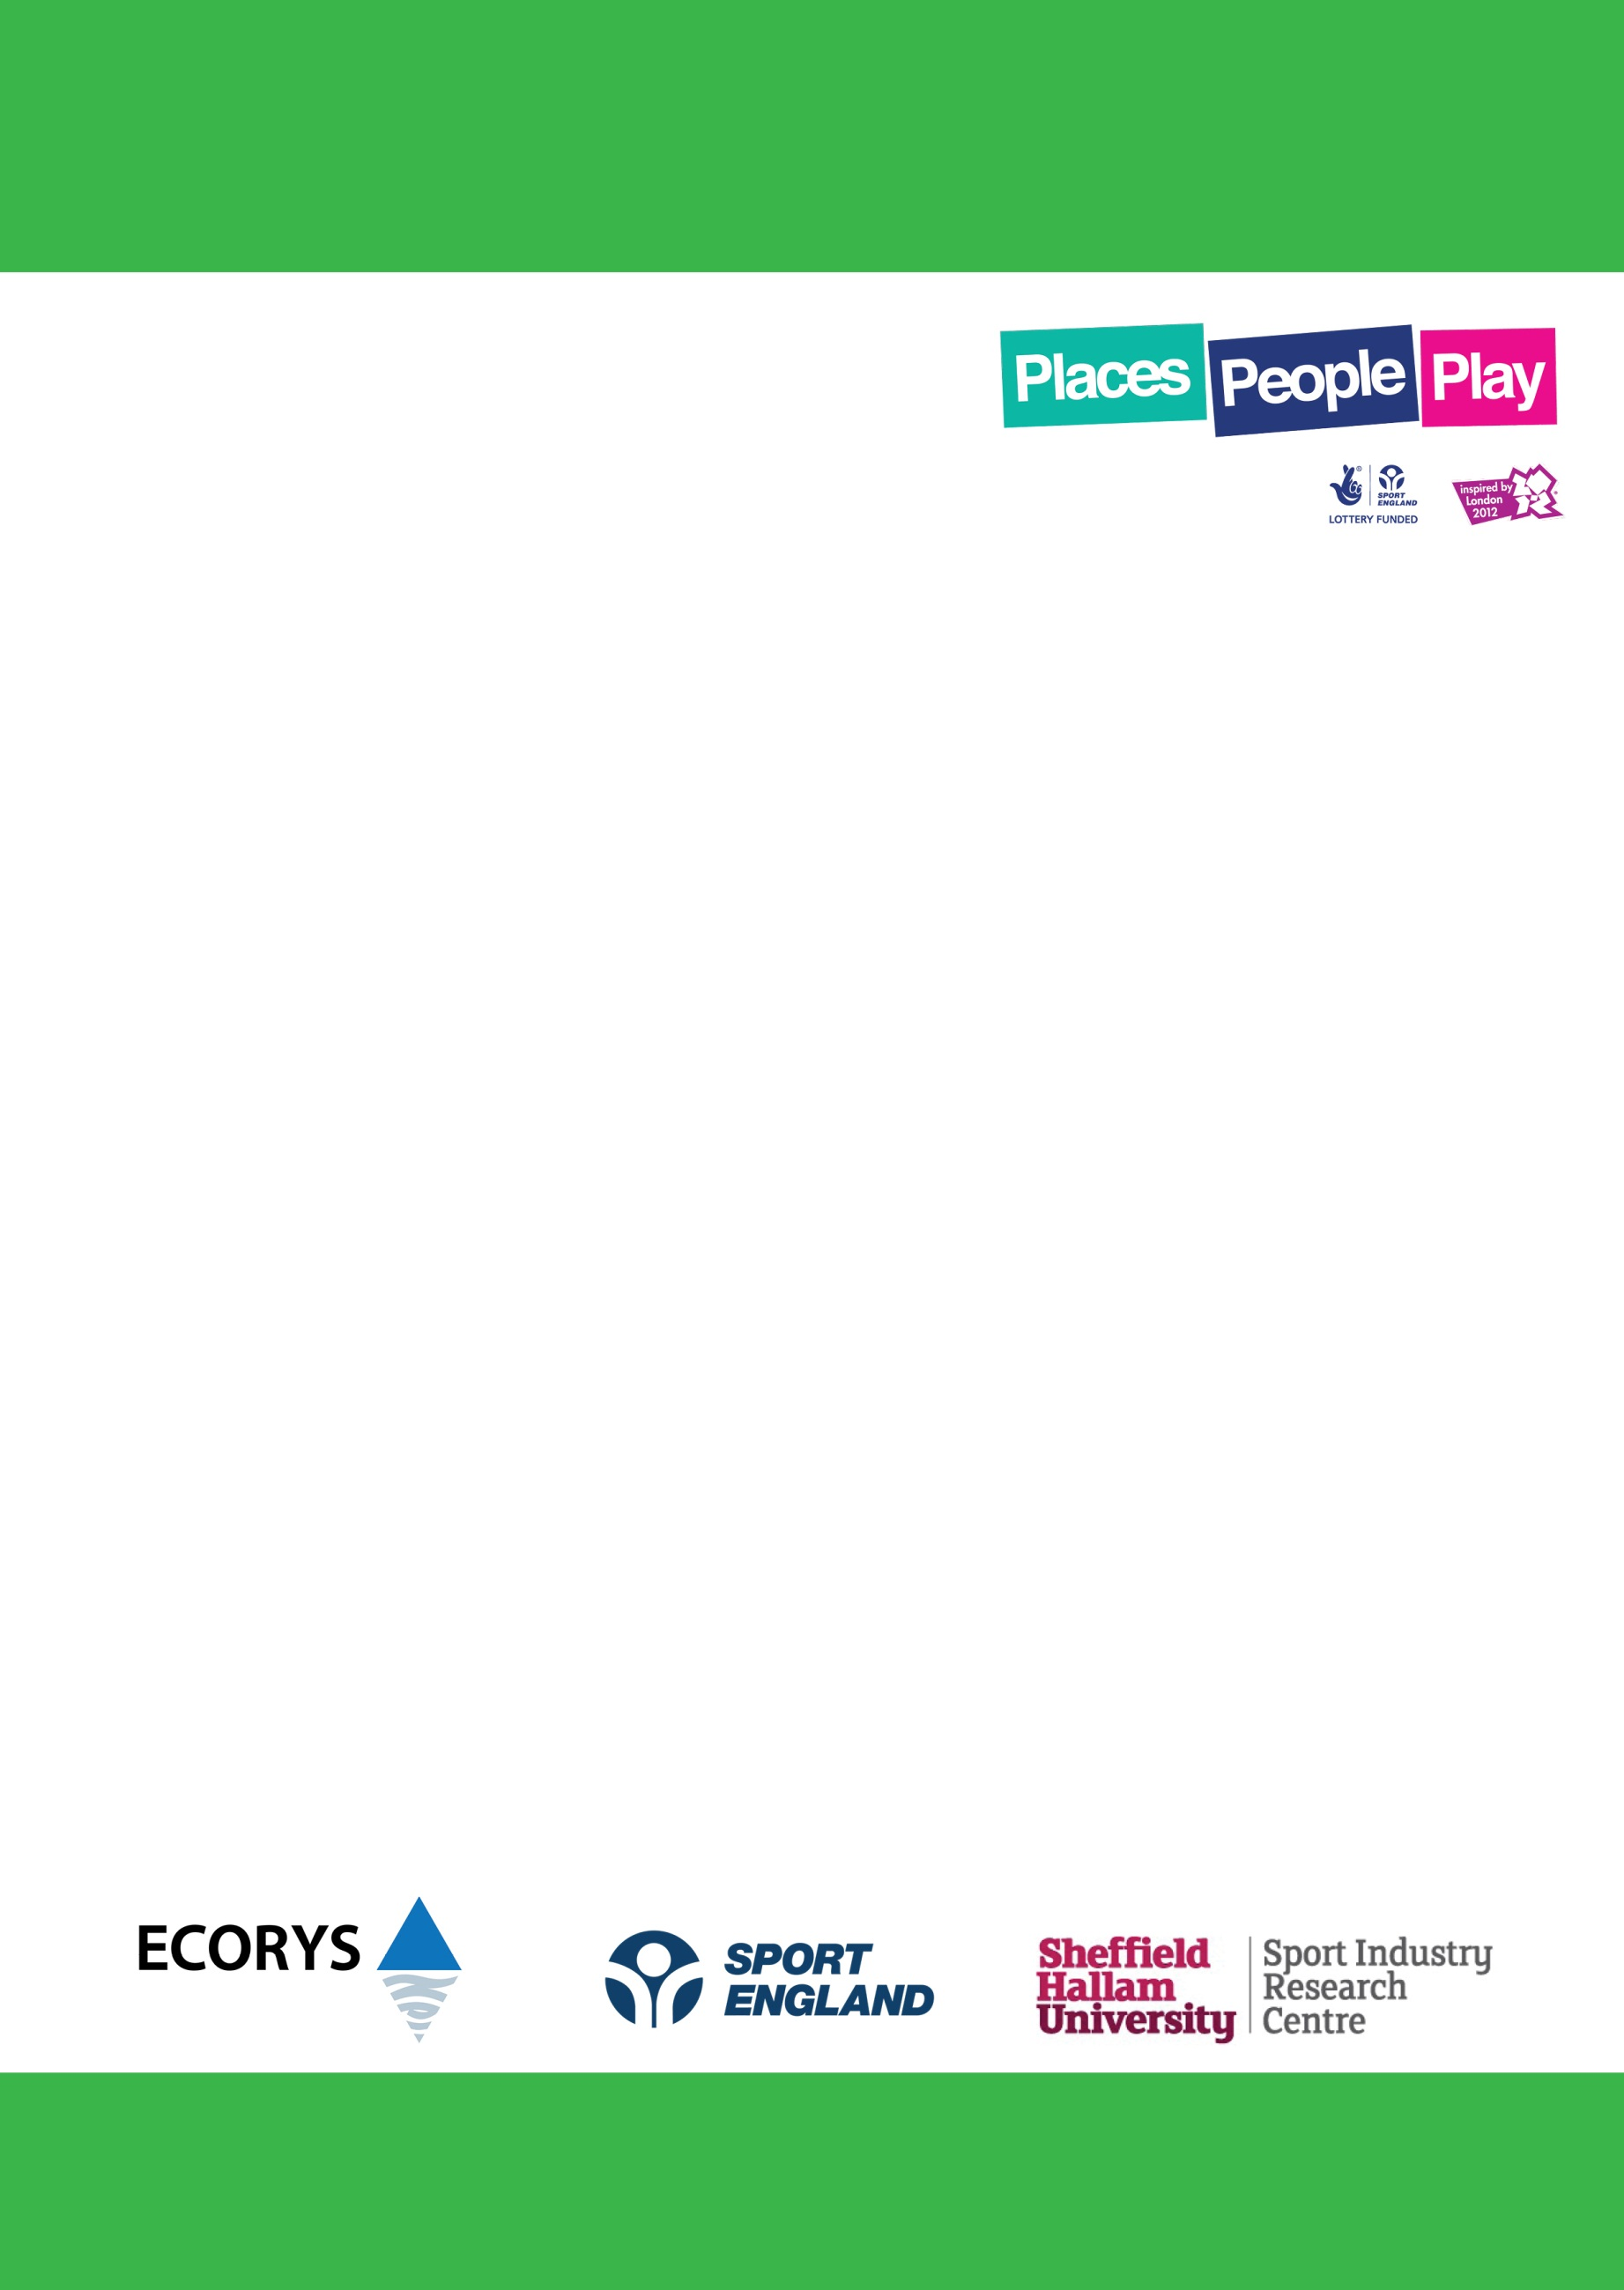 Places People Play
SPORT
ENGLAND
LOTTERY FUNDED
inspired by
London
2012
ECORYS
SPORT
ENGLAND
Sheffield
Hallam
University
Sport Industry
Research
Centre